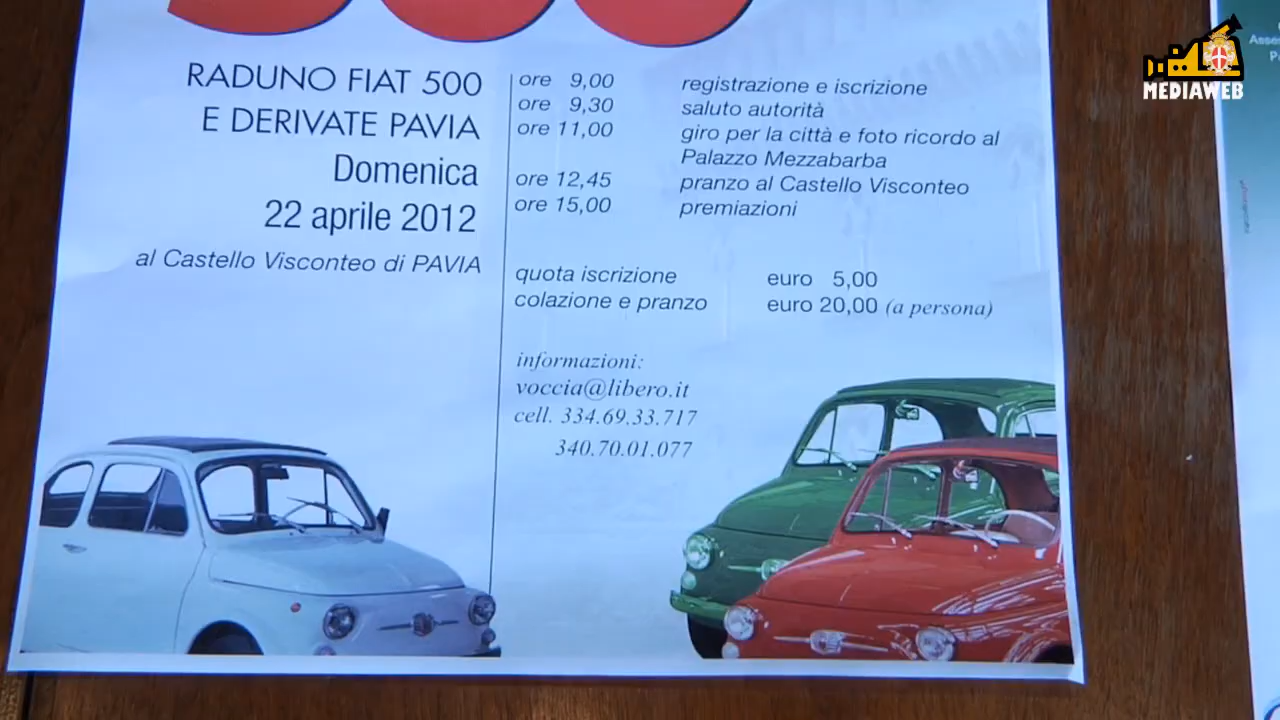 500
RADUNO FIAT 500
E DERIVATE PAVIA
Domenica
22 aprile 2012
al Castello Visconteo di PAVIA
ore 9,00 registrazione e iscrizione
ore 9,30 saluto autorità
ore 11,00 giro per la città e foto ricordo al
Palazzo Mezzabarba
ore 12,45 pranzo al Castello Visconteo
ore 15,00 premiazioni
quota iscrizione euro 5,00
colazione e pranzo euro 20,00 (a persona)
informazioni:
voccia@libero.it
cell. 334.69.33.717
340.70.01.077
MEDIAWEB